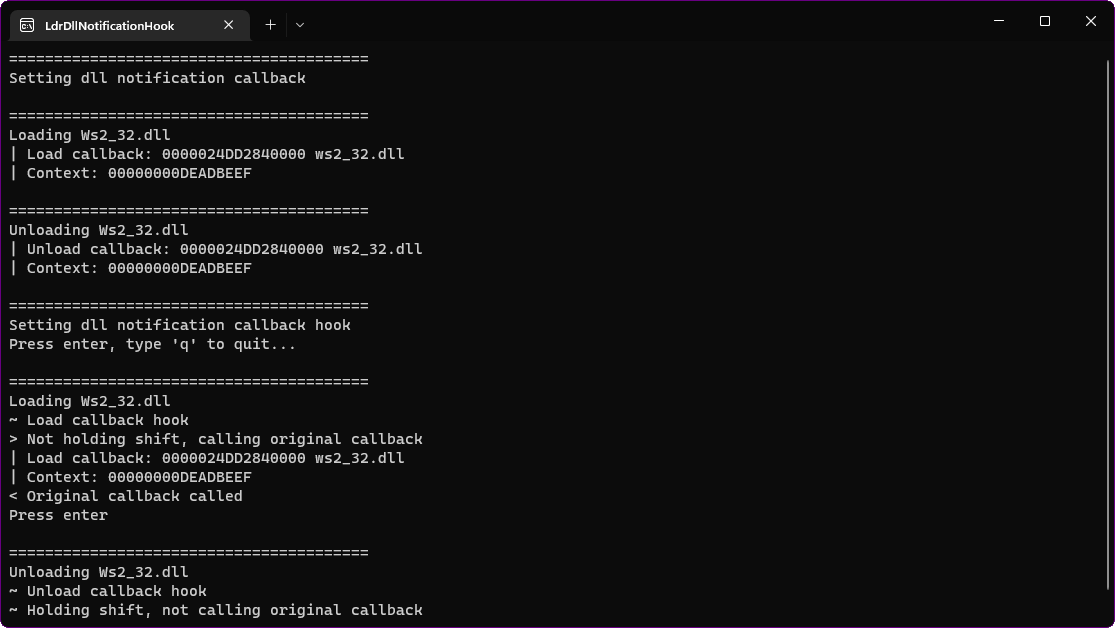 LdrDllNotificationHook
========================================
Setting dll notification callback
========================================
Loading Ws2_32.dll
| Load callback: 0000024DD2840000 ws2_32.dll
| Context: 00000000DEADBEEF
========================================
Unloading Ws2_32.dll
| Unload callback: 0000024DD2840000 ws2_32.dll
| Context: 00000000DEADBEEF
========================================
Setting dll notification callback hook
Press enter, type 'q' to quit...
========================================
Loading Ws2_32.dll
~ Load callback hook
> Not holding shift, calling original callback
| Load callback: 0000024DD2840000 ws2_32.dll
| Context: 00000000DEADBEEF
< Original callback called
Press enter
========================================
Unloading Ws2_32.dll
~ Unload callback hook
~ Holding shift, not calling original callback